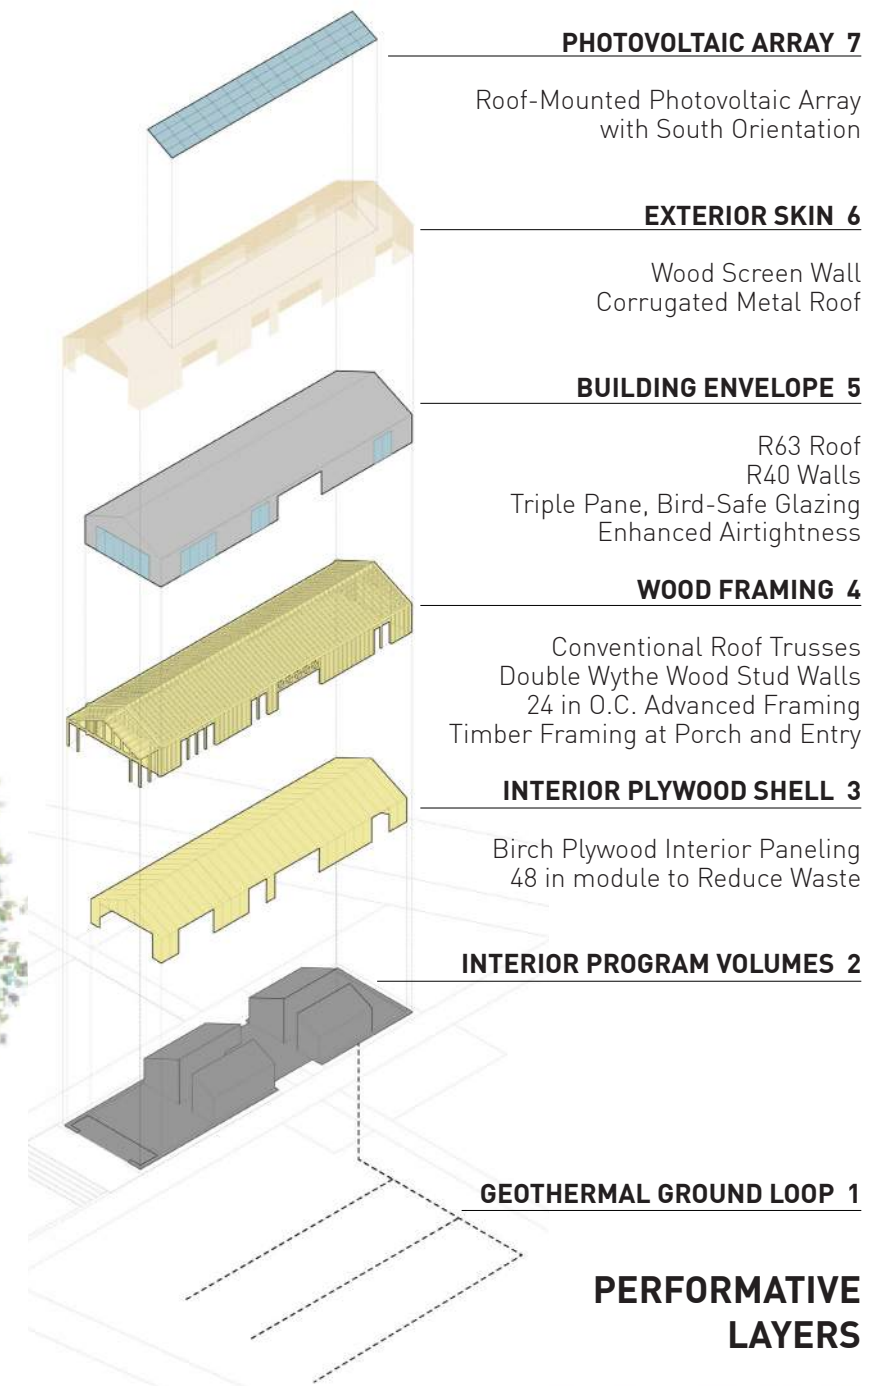 PHOTOVOLTAIC ARRAY 7
Roof-Mounted Photovoltaic Array
with South Orientation
EXTERIOR SKIN 6
Wood Screen Wall
Corrugated Metal Roof
BUILDING ENVELOPE 5
R63 Roof
R40 Walls
Triple Pane, Bird-Safe Glazing
Enhanced Airtightness
WOOD FRAMING 4
Conventional Roof Trusses
Double Wythe Wood Stud Walls
24 in O.C. Advanced Framing
Timber Framing at Porch and Entry
INTERIOR PLYWOOD SHELL 3
Birch Plywood Interior Paneling
48 in module to Reduce Waste
INTERIOR PROGRAM VOLUMES 2
GEOTHERMAL GROUND LOOP 1
PERFORMATIVE
LAYERS